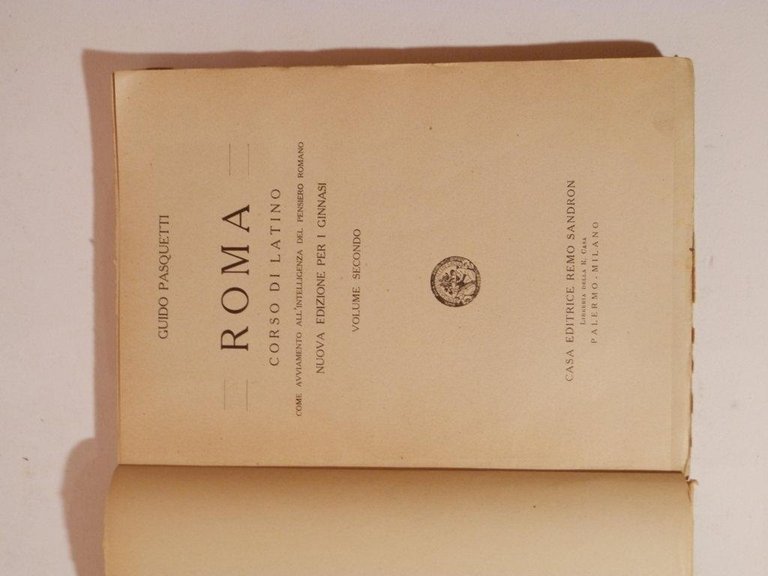 GUIDO PASQUETTI
ROMA
CORSO DI LATINO
COME AVVIAMENTO ALL'INTELLIGENZA DEL PENSIERO ROMANO
NUOVA EDIZIONE PER I GINNASI
VOLUME SECONDO
CASA EDITRICE REMO SANDRON
LIBRERIA DELLA R. CASA
PALERMO-MILANO